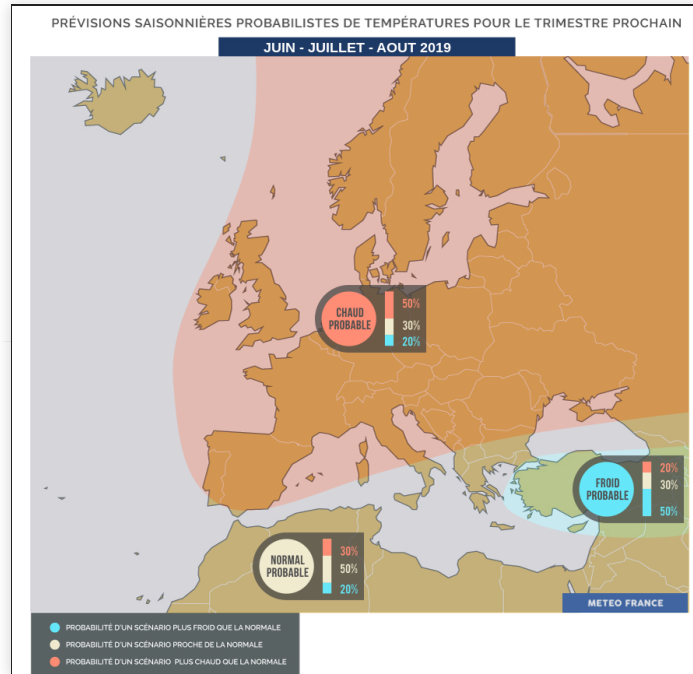 PRÉVISIONS SAISONNIÈRES PROBABILISTES DE TEMPÉRATURES POUR LE TRIMESTRE PROCHAIN
JUIN - JUILLET - AOUT 2019
CHAUD
PROBABLE
50%
30%
20%
FROID
PROBABLE
20%
30%
50%
NORMAL
PROBABLE
30%
50%
20%
METEO FRANCE
PROBABILITÉ D'UN SCÉNARIO PLUS FROID QUE LA NORMALE
PROBABILITÉ D'UN SCÉNARIO PROCHE DE LA NORMALE
PROBABILITÉ D'UN SCÉNARIO PLUS CHAUD QUE LA NORMALE